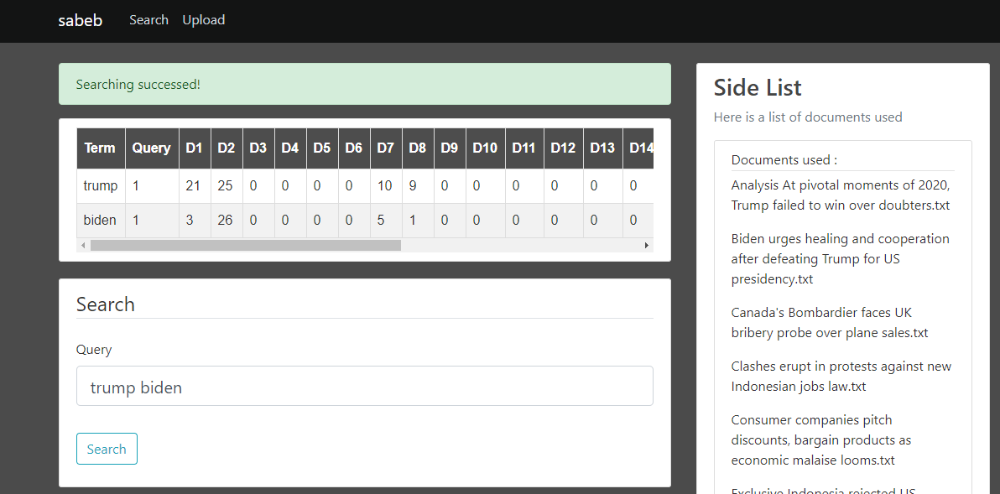 sabeb Search Upload
Searching successed!
Term Query D1 D2 D3 D4 D5 D6 D7 D8 D9 D10 D11 D12 D13 D14
trump 1 21 25 0 0 0 0 10 9 0 0 0 0 0 0
biden 1 3 26 0 0 0 0 5 1 0 0 0 0 0 0
Search
Query
trump biden
Search
Side List
Here is a list of documents used
Documents used :
Analysis At pivotal moments of 2020,
Trump failed to win over doubters.txt
Biden urges healing and cooperation
after defeating Trump for US
presidency.txt
Canada's Bombardier faces UK
bribery probe over plane sales.txt
Clashes erupt in protests against new
Indonesian jobs law.txt
Consumer companies pitch
discounts, bargain products as
economic malaise looms.txt
Exclusive Indonesia rejected US